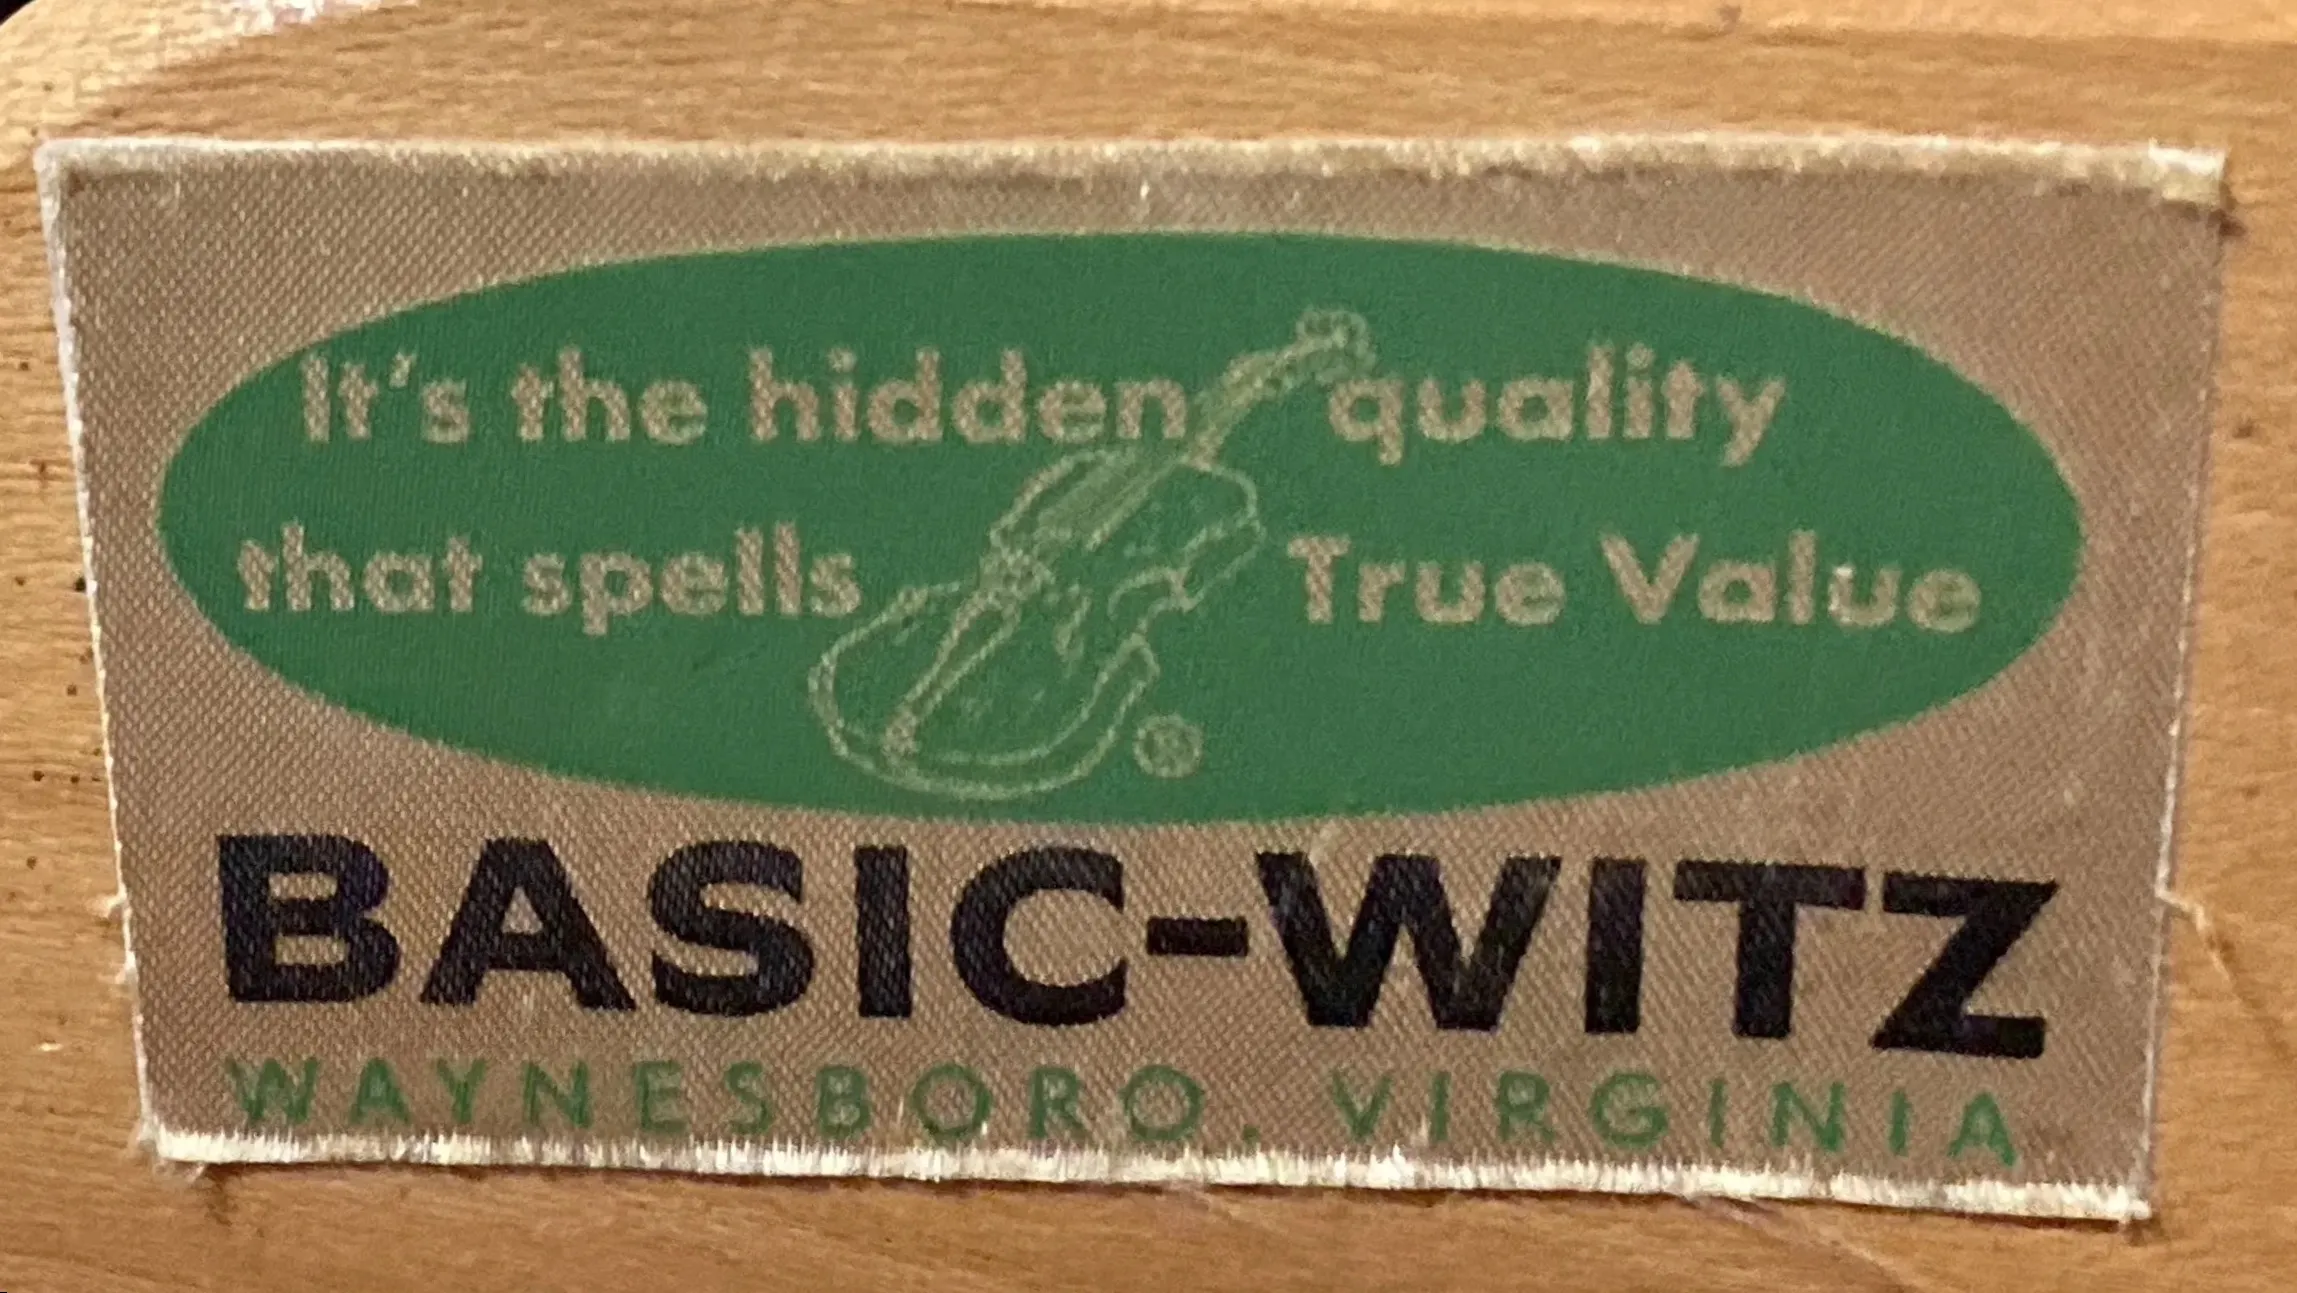 It's the hidden quality
that spells True Value
®
BASIC-WITZ
WAYNESBORO, VIRGINIA